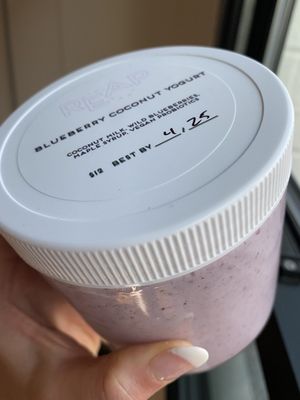 REAP
BLUEBERRY COCONUT YOGURT
COCONUT MILK, WILD BLUEBERRIES,
MAPLE SYRUP, VEGAN PROBIOTICS
$12 BEST BY 4.25